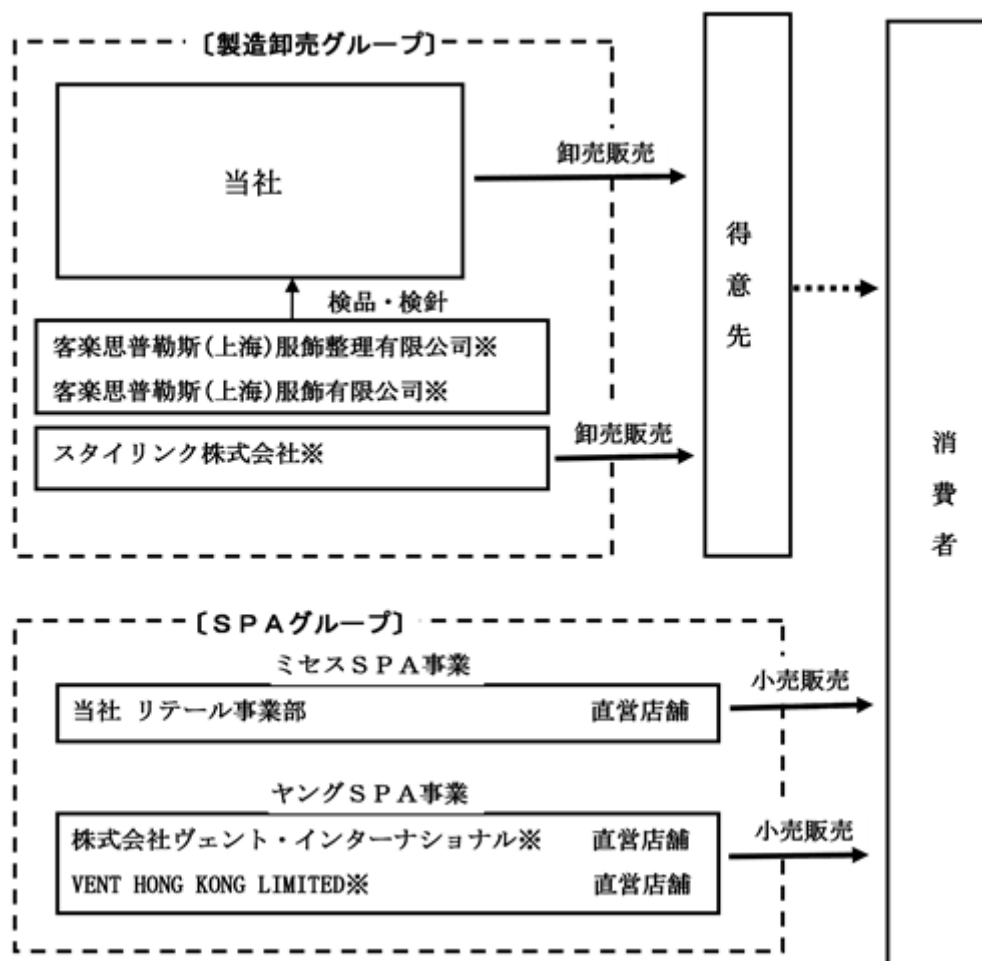 〔製造卸売グループ〕
当社
卸売販売
検品・検針
客楽思普勒斯(上海)服飾整理有限公司※
客楽思普勒斯(上海)服飾有限公司※
スタイリンク株式会社※
卸売販売
得意先
消費者
〔ＳＰＡグループ〕
ミセスＳＰＡ事業
当社 リテール事業部 直営店舗
小売販売
ヤングＳＰＡ事業
株式会社ヴェント・インターナショナル※ 直営店舗
VENT HONG KONG LIMITED※ 直営店舗
小売販売